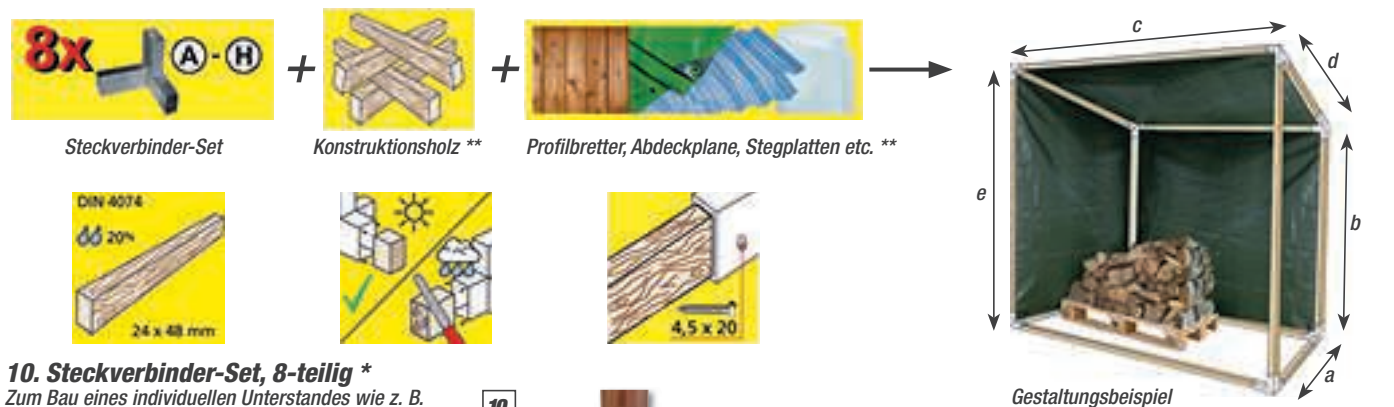 8x A - H
+ +
c
d
e
b
a
Steckverbinder-Set
Konstruktionsholz **
Profilbretter, Abdeckplane, Stegplatten etc. **
DIN 4074
20%
24 x 48 mm
4,5 x 20
10. Steckverbinder-Set, 8-teilig *
Zum Bau eines individuellen Unterstandes wie z. B.
10
Gestaltungsbeispiel